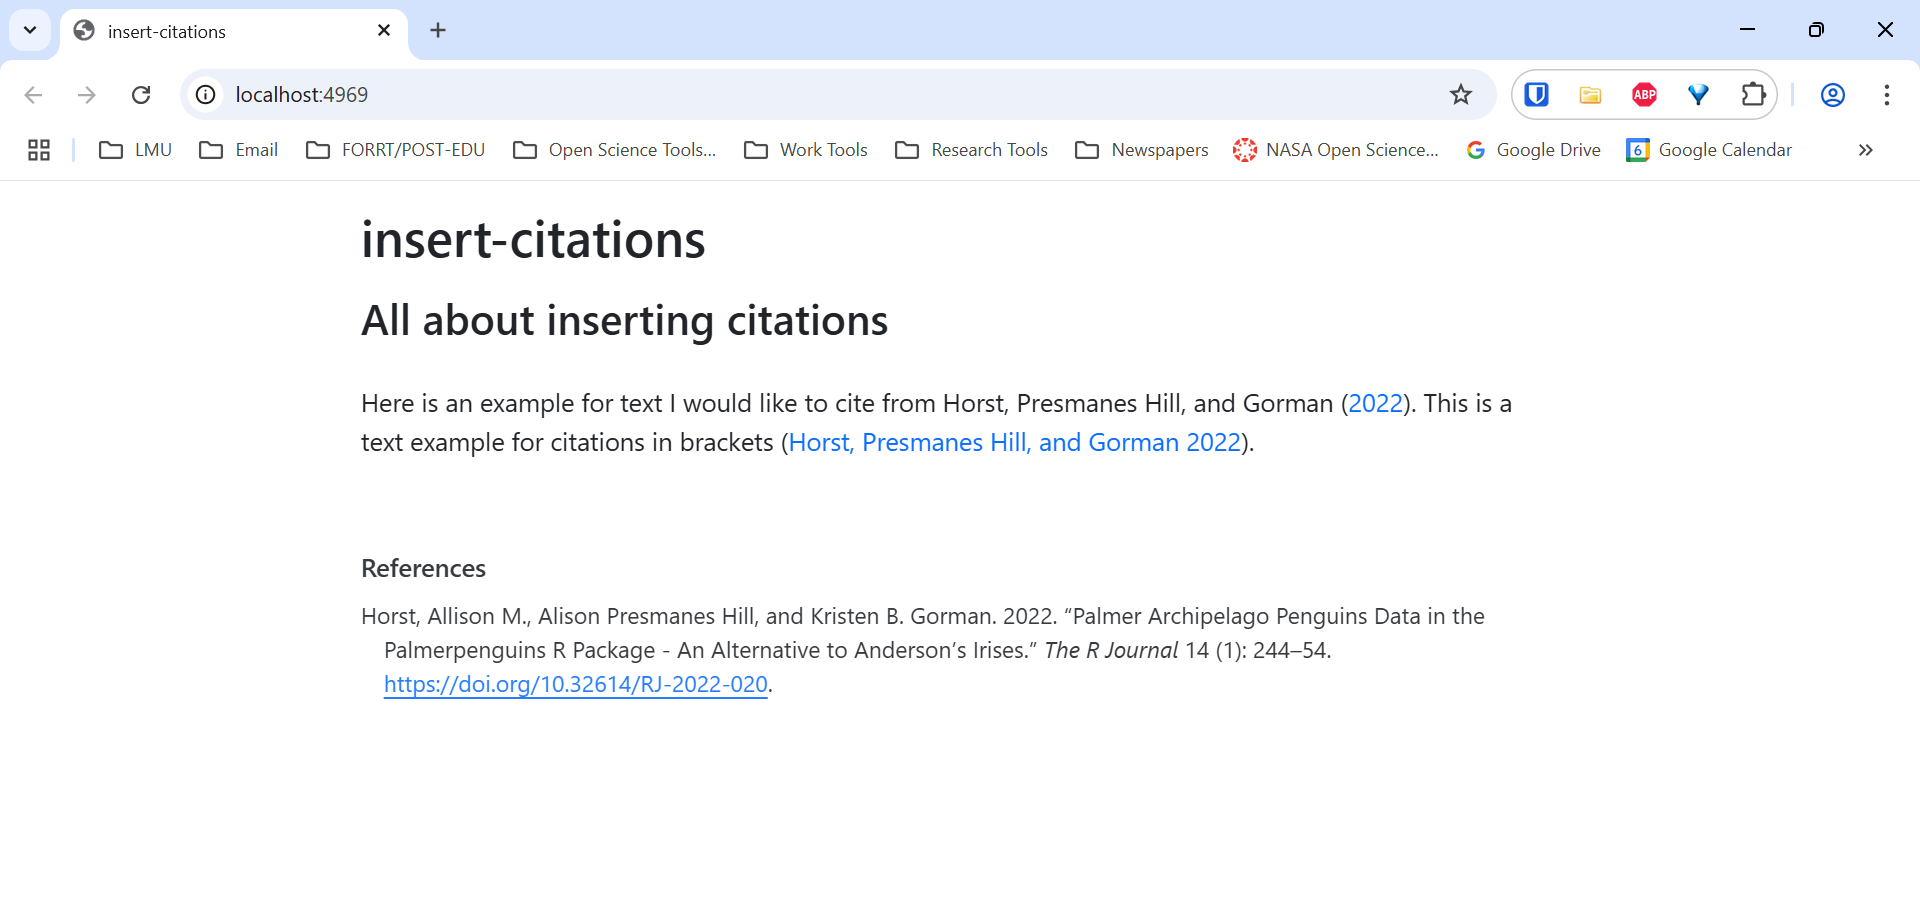 insert-citations
localhost:4969
ABP
LMU Email FORRT/POST-EDU Open Science Tools... Work Tools Research Tools Newspapers NASA Open Science... Google Drive 6 Google Calendar
insert-citations
All about inserting citations
Here is an example for text I would like to cite from Horst, Presmanes Hill, and Gorman (2022). This is a
text example for citations in brackets (Horst, Presmanes Hill, and Gorman 2022).
References
Horst, Allison M., Alison Presmanes Hill, and Kristen B. Gorman. 2022. “Palmer Archipelago Penguins Data in the
Palmerpenguins R Package - An Alternative to Anderson’s Irises.” The R Journal 14 (1): 244–54.
https://doi.org/10.32614/RJ-2022-020.